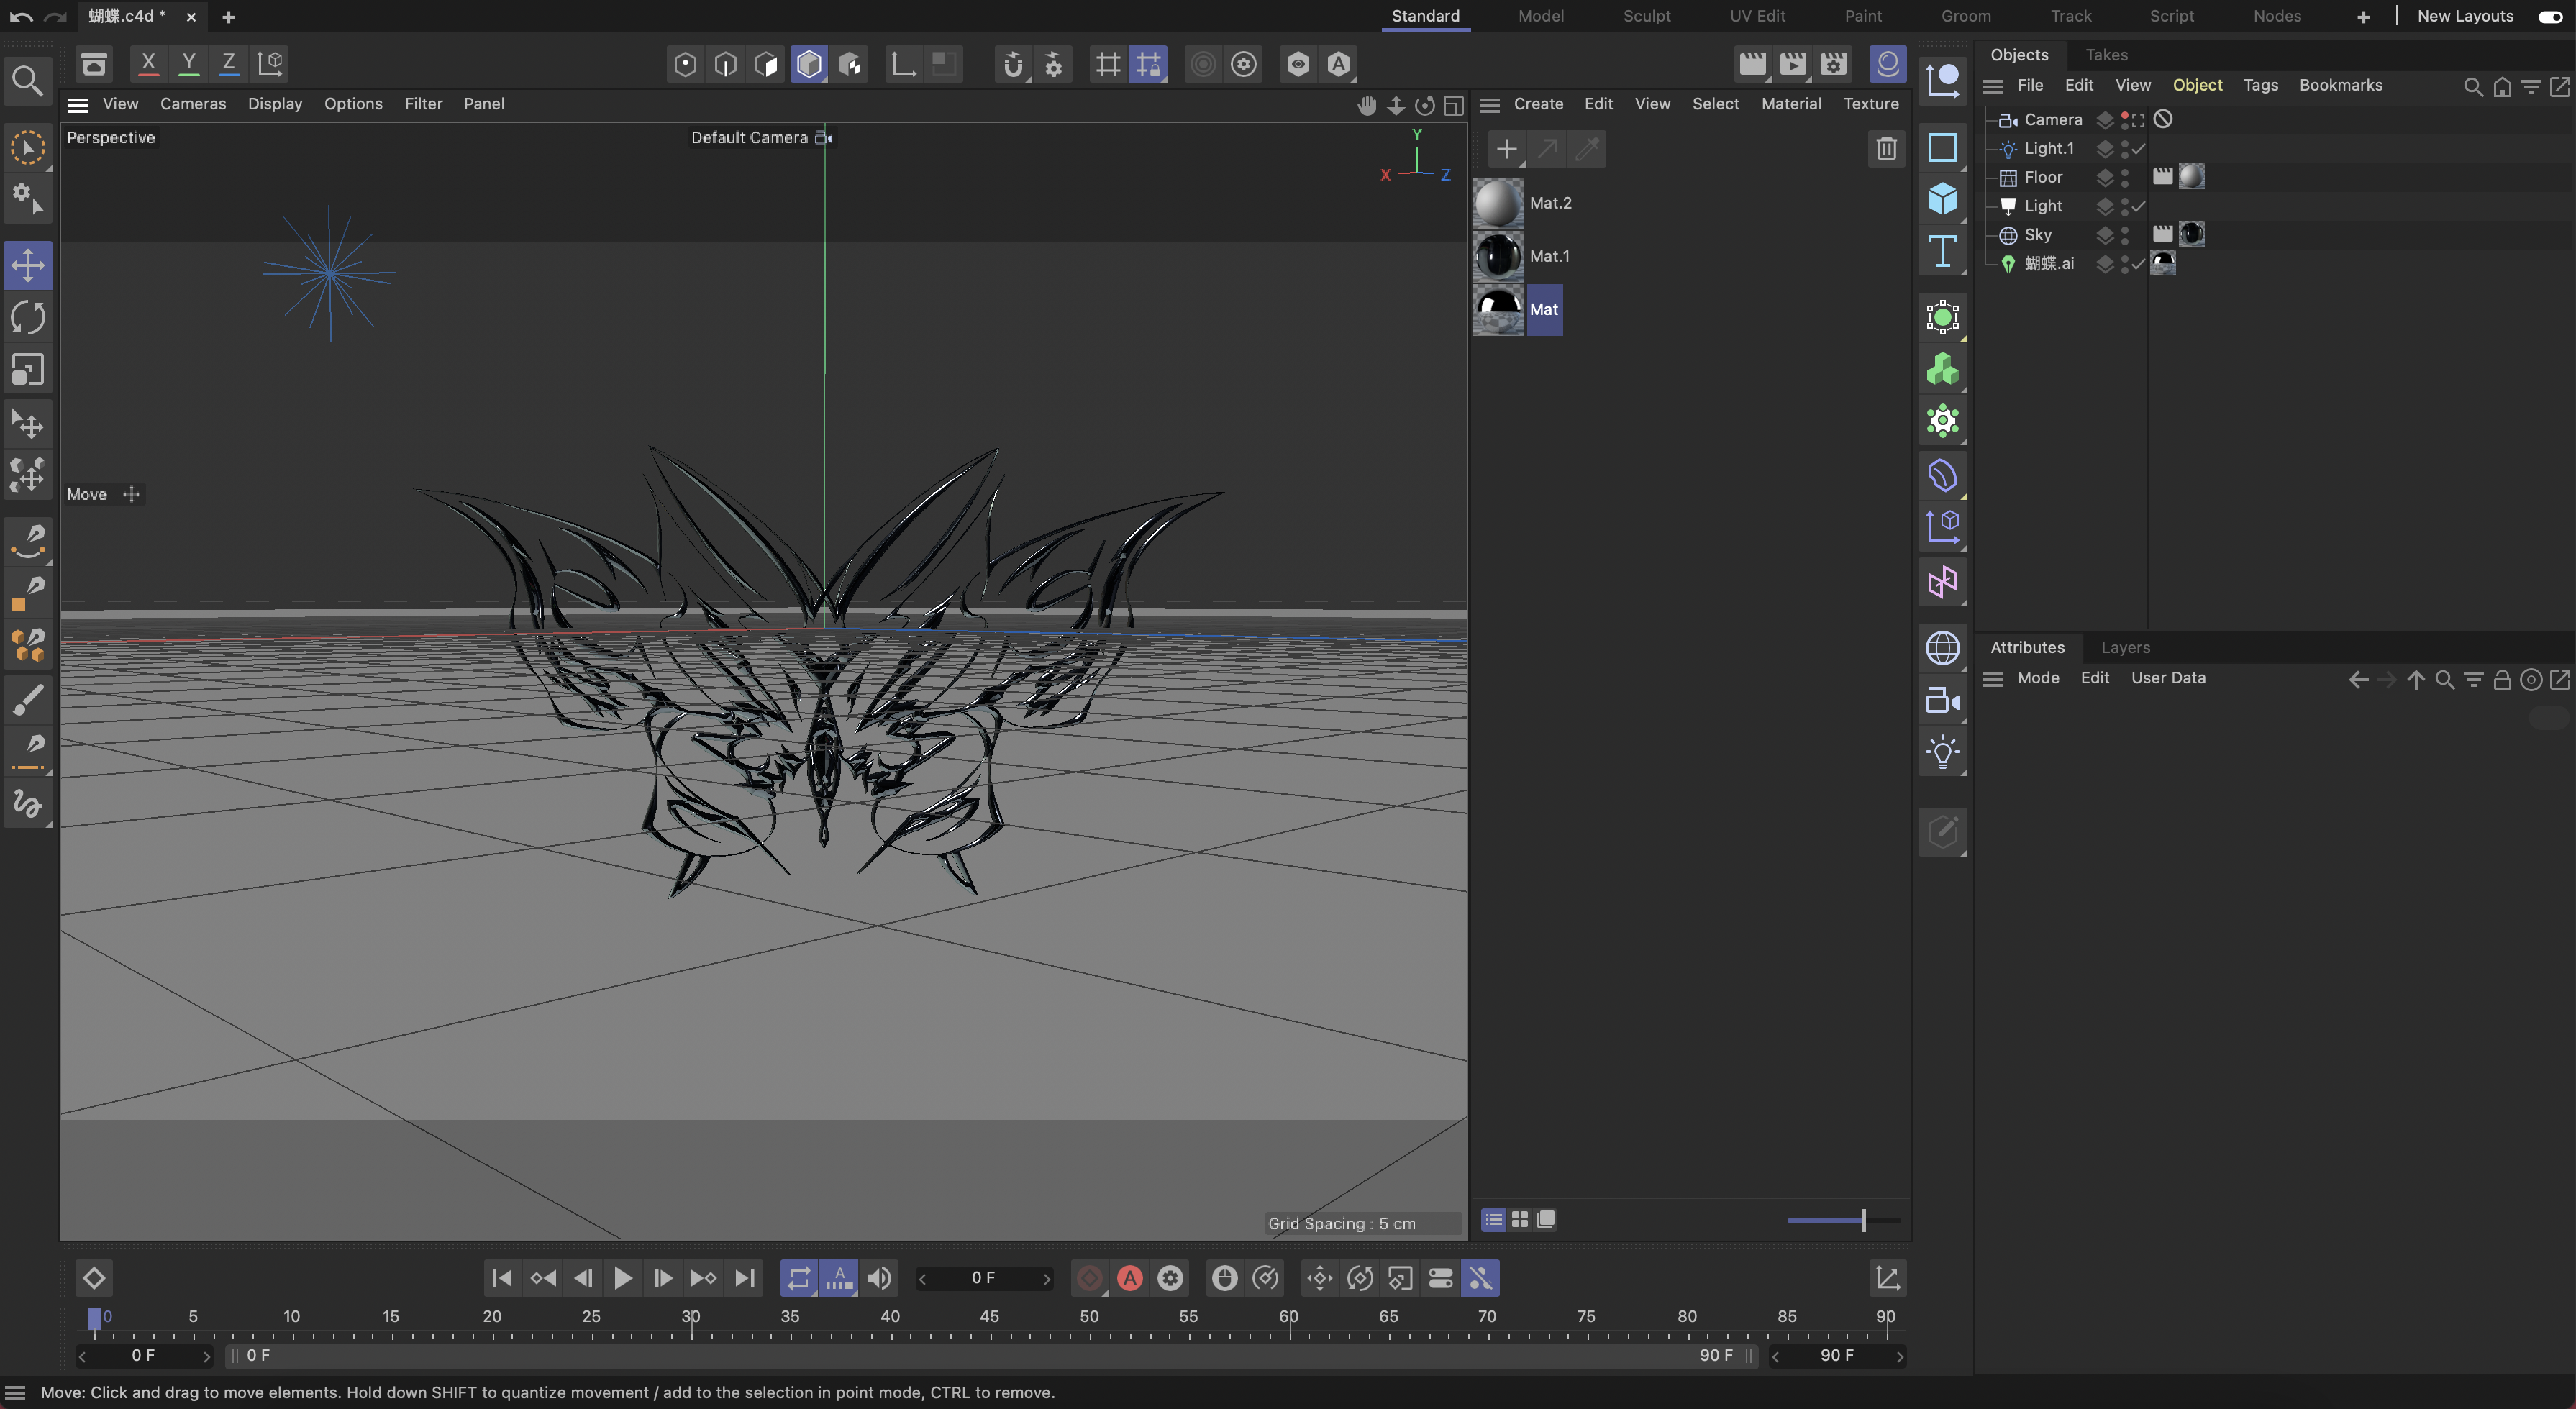 蝴蝶.c4d *
Standard Model Sculpt UV Edit Paint Groom Track Script Nodes New Layouts
X Y Z
A
Objects Takes
File Edit View Object Tags Bookmarks
View Cameras Display Options Filter Panel
Create Edit View Select Material Texture
Perspective
Default Camera
Y
X Z
Camera
Light.1
Floor
Light
Sky
蝴蝶.ai
Mat.2
Mat.1
Mat
Move
Attributes Layers
Mode Edit User Data
Grid Spacing : 5 cm
A
0 F
A
0 5 10 15 20 25 30 35 40 45 50 55 60 65 70 75 80 85 90
0 F 0 F 90 F 90 F
Move: Click and drag to move elements. Hold down SHIFT to quantize movement / add to the selection in point mode, CTRL to remove.